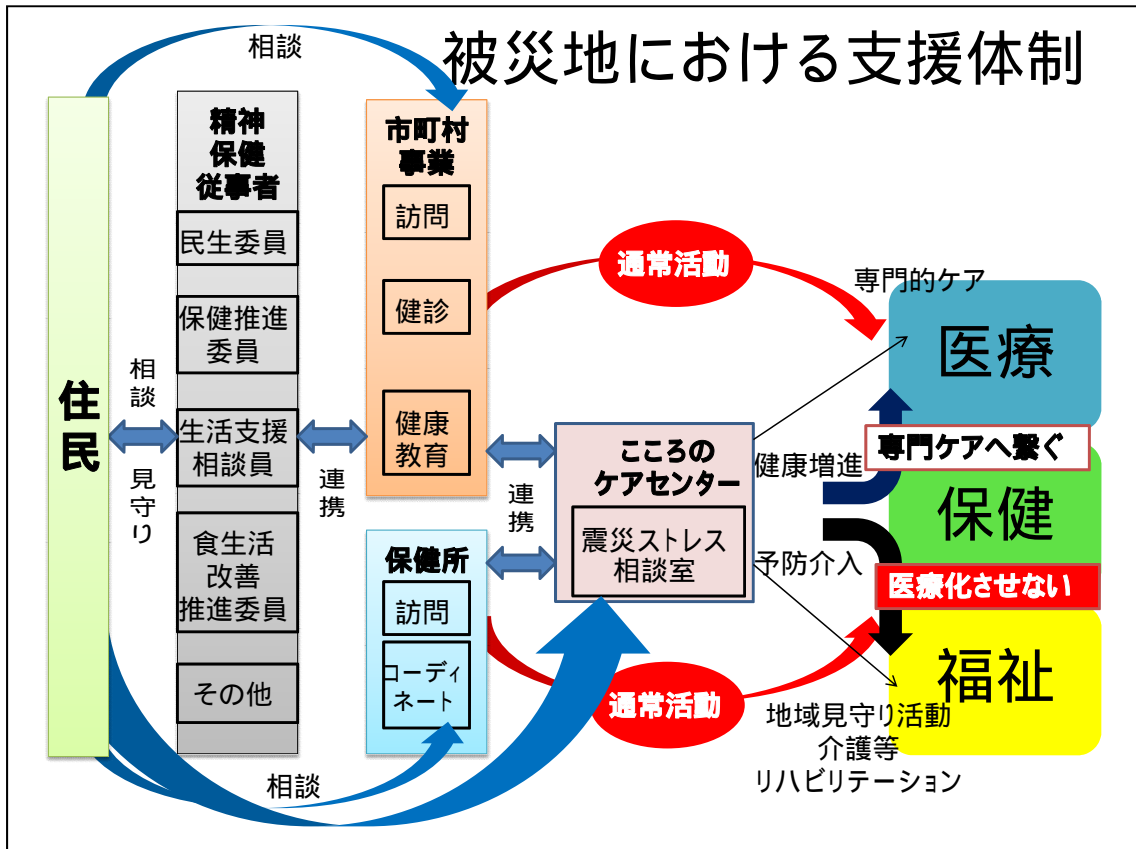 被災地における支援体制
相談
住民
相談
見守り
精神
保健
従事者
民生委員
保健推進
委員
生活支援
相談員
食生活
改善
推進委員
その他
連携
市町村
事業
訪問
健診
健康
教育
保健所
訪問
コーディ
ネート
相談
連携
こころの
ケアセンター
震災ストレス
相談室
通常活動
通常活動
専門的ケア
健康増進
予防介入
地域見守り活動
介護等
リハビリテーション
医療
専門ケアへ繋ぐ
保健
医療化させない
福祉